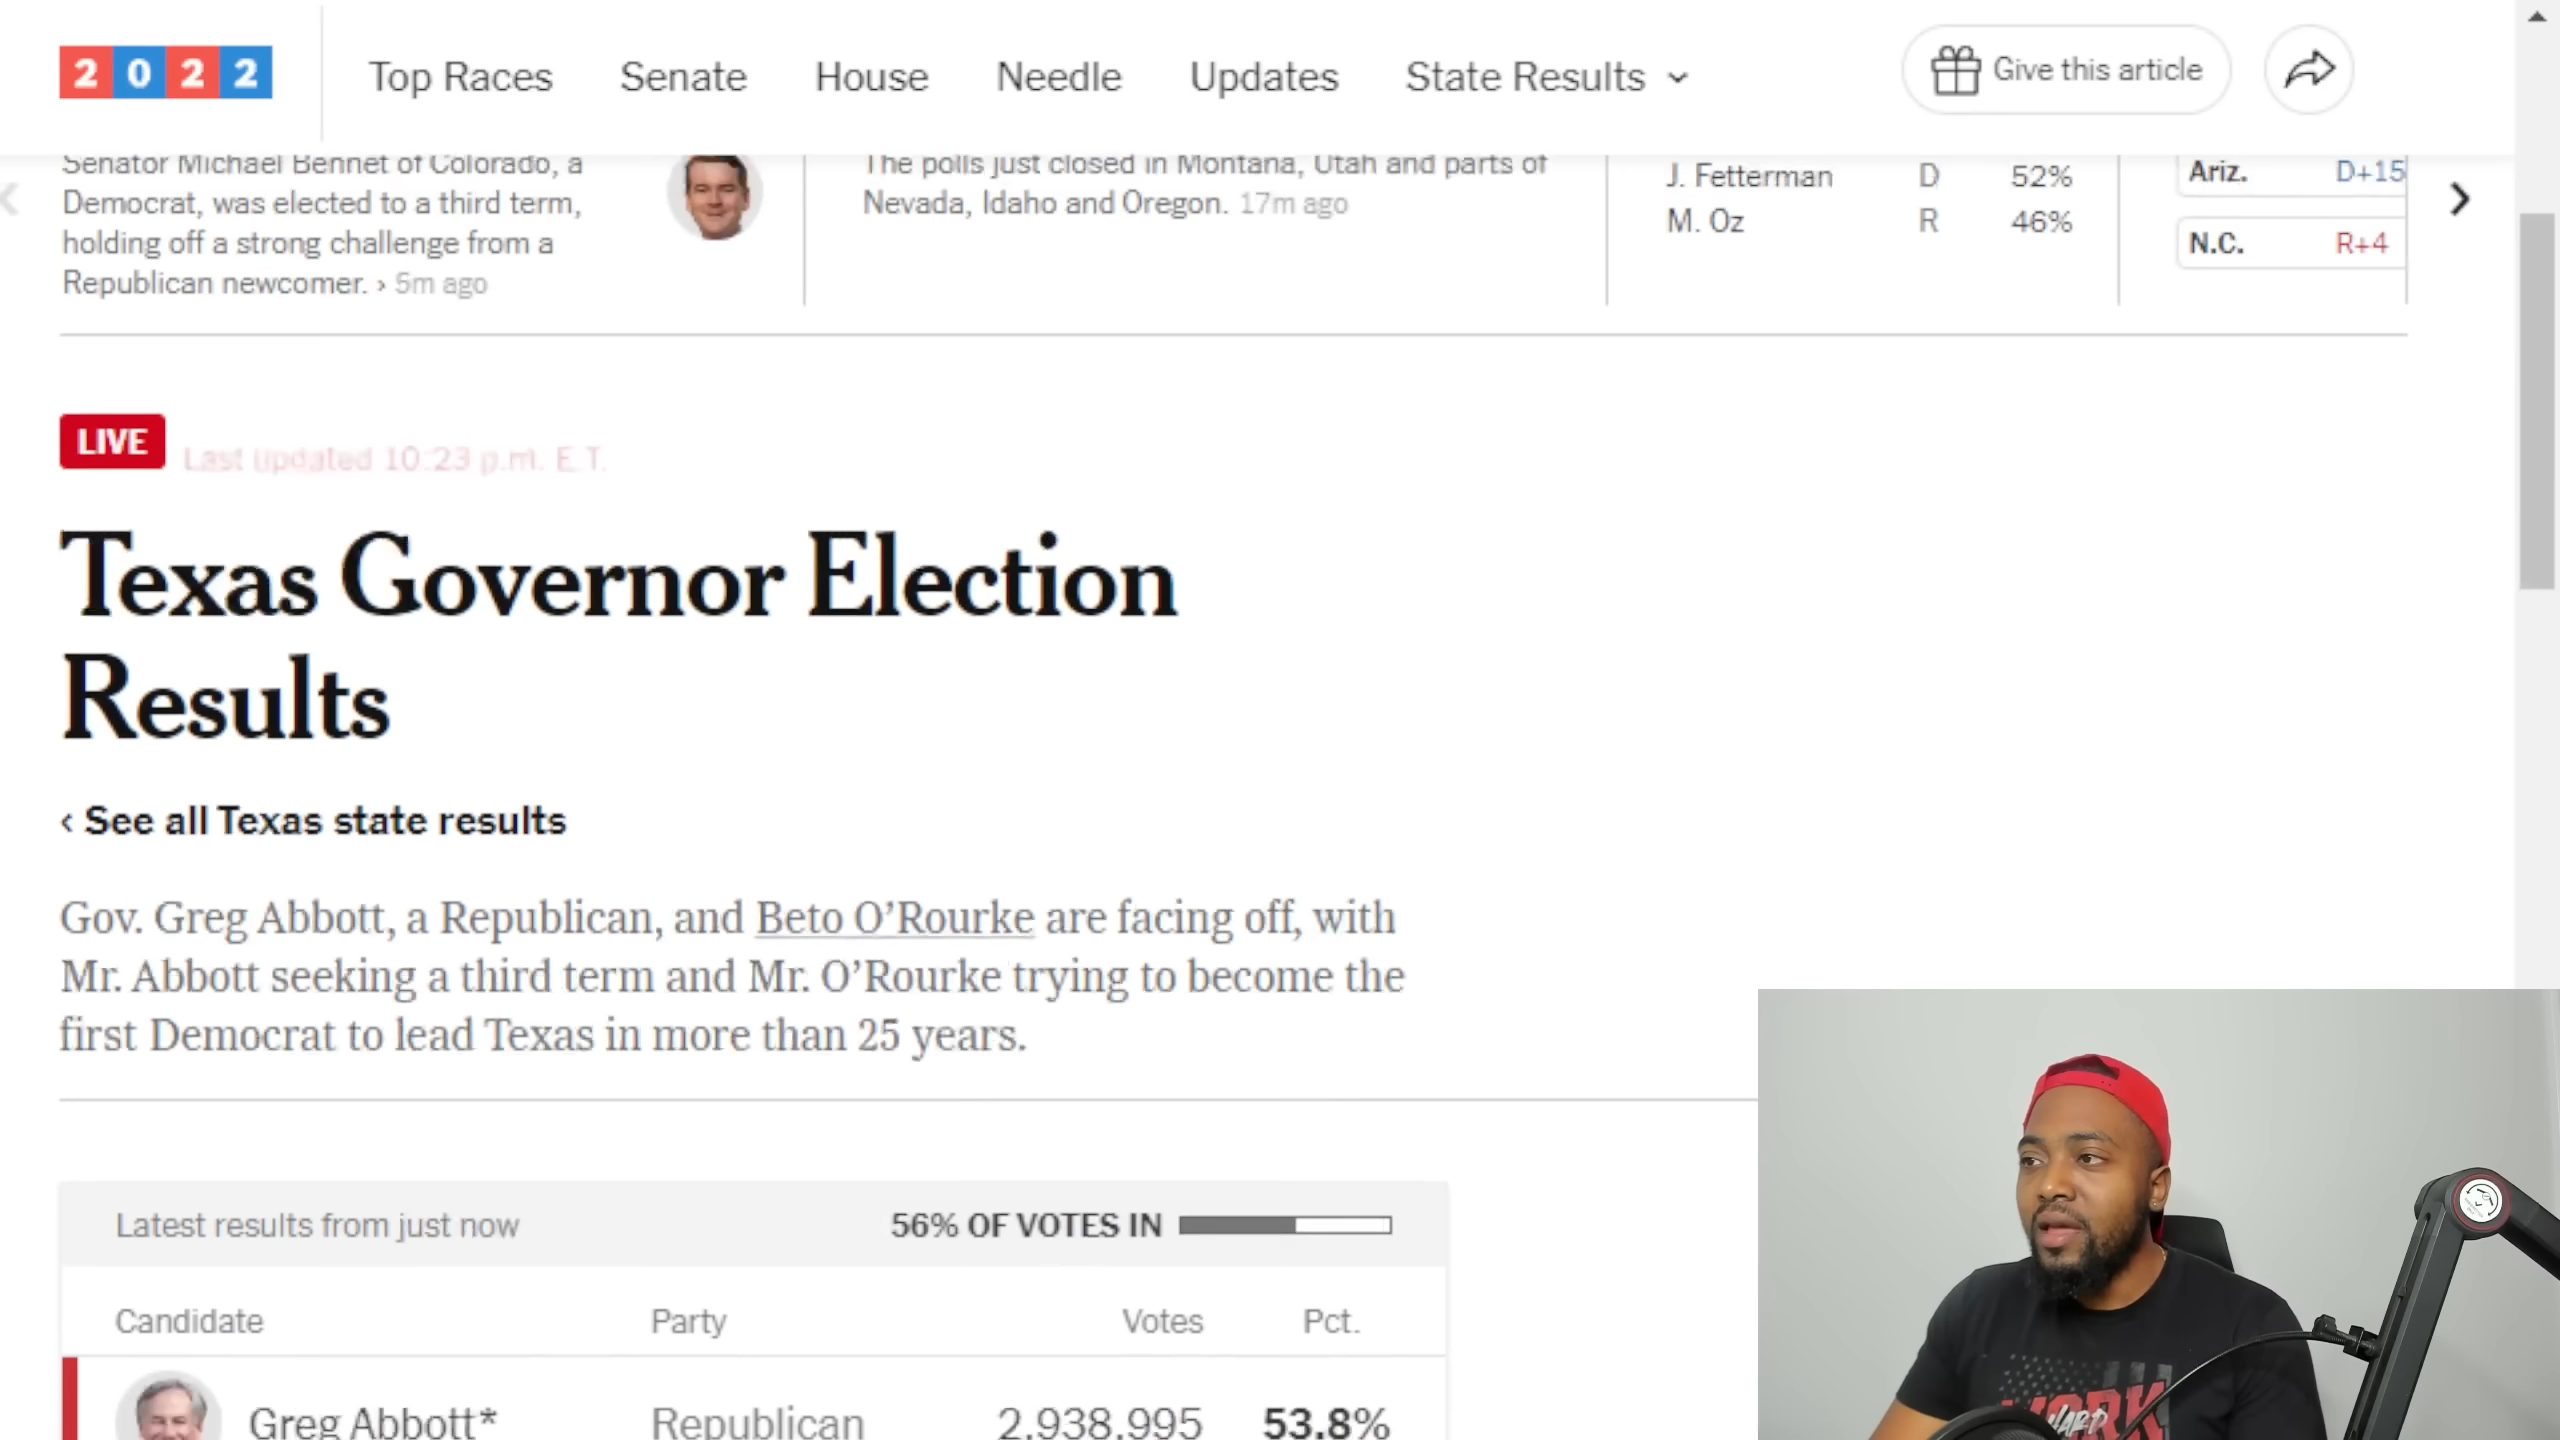 2022
Top Races
Senate
House
Needle
Updates
State Results
Give this article
Senator Michael Bennet of Colorado, a
Democrat, was elected to a third term,
holding off a strong challenge from a
Republican newcomer. › 5m ago
The polls just closed in Montana, Utah and parts of
Nevada, Idaho and Oregon. 17m ago
J. Fetterman D 52%
M. Oz R 46%
Ariz. D+15
N.C. R+4
LIVE
Last updated 10:23 p.m. E.T.
Texas Governor Election
Results
‹ See all Texas state results
Gov. Greg Abbott, a Republican, and Beto O’Rourke are facing off, with
Mr. Abbott seeking a third term and Mr. O’Rourke trying to become the
first Democrat to lead Texas in more than 25 years.
Latest results from just now
56% OF VOTES IN
Candidate Party Votes Pct.
Greg Abbott* Republican 2,938,995 53.8%
WORK
HARD